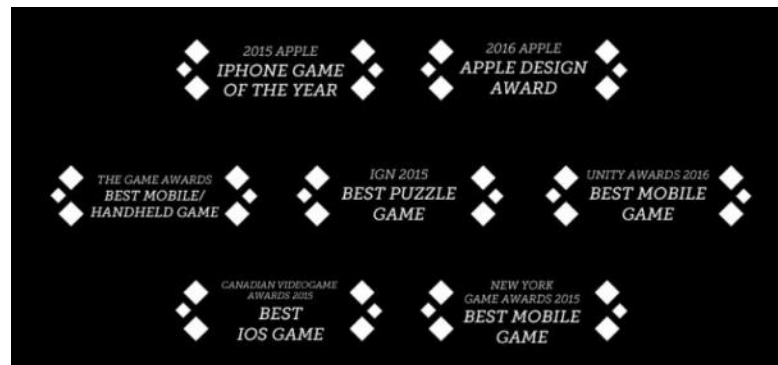 2015 APPLE
IPHONE GAME
OF THE YEAR
2016 APPLE
APPLE DESIGN
AWARD
THE GAME AWARDS
BEST MOBILE/
HANDHELD GAME
IGN 2015
BEST PUZZLE
GAME
UNITY AWARDS 2016
BEST MOBILE
GAME
CANADIAN VIDEOGAME
AWARDS 2015
BEST
IOS GAME
NEW YORK
GAME AWARDS 2015
BEST MOBILE
GAME